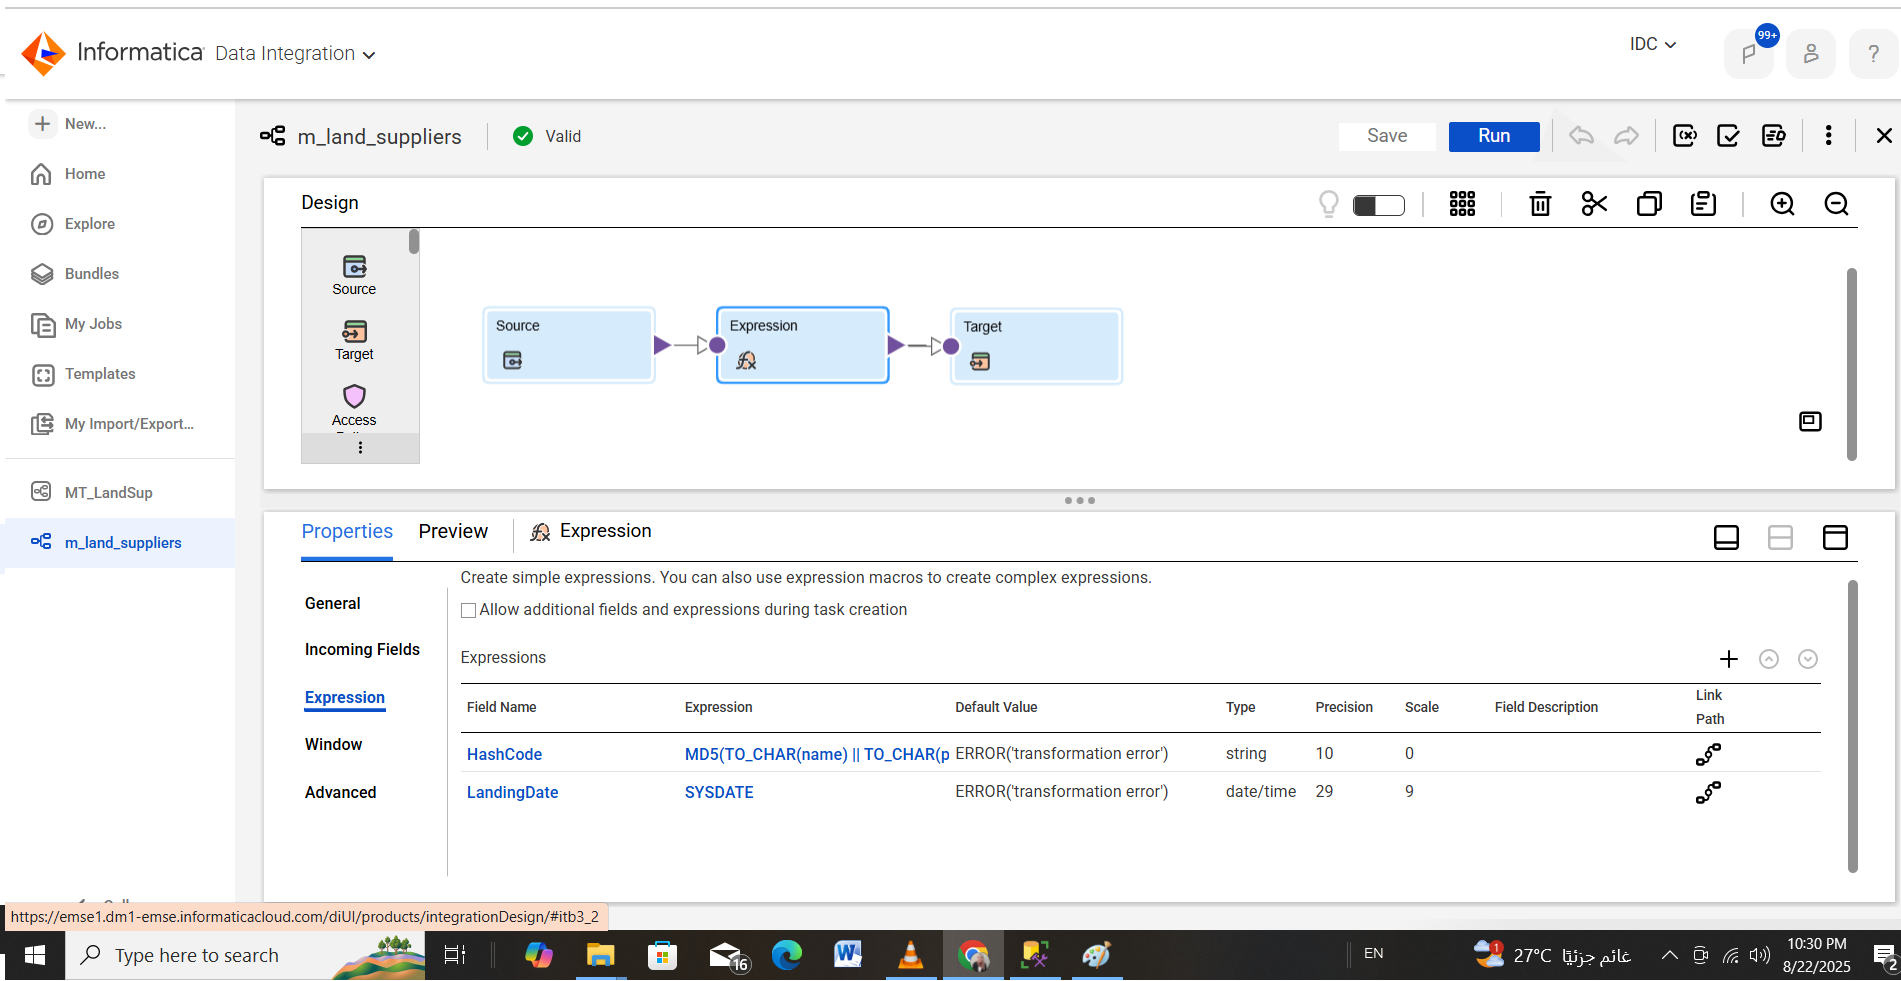 Informatica Data Integration
IDC
99+
?
New...
Home
Explore
Bundles
My Jobs
Templates
My Import/Export...
MT_LandSup
m_land_suppliers
m_land_suppliers
Valid
Save
Run
Design
Source
Target
Access
Source
Expression
Target
Properties
Preview
Expression
Create simple expressions. You can also use expression macros to create complex expressions.
General
Allow additional fields and expressions during task creation
Incoming Fields
Expressions
Expression
Window
Advanced
Field Name Expression Default Value Type Precision Scale Field Description Link Path
HashCode MD5(TO_CHAR(name) || TO_CHAR(p ERROR('transformation error') string 10 0
LandingDate SYSDATE ERROR('transformation error') date/time 29 9
https://emse1.dm1-emse.informaticacloud.com/diUI/products/integrationDesign/#itb3_2
Type here to search
16
EN
1
27°C غائم جزئيًا
10:30 PM
8/22/2025
2